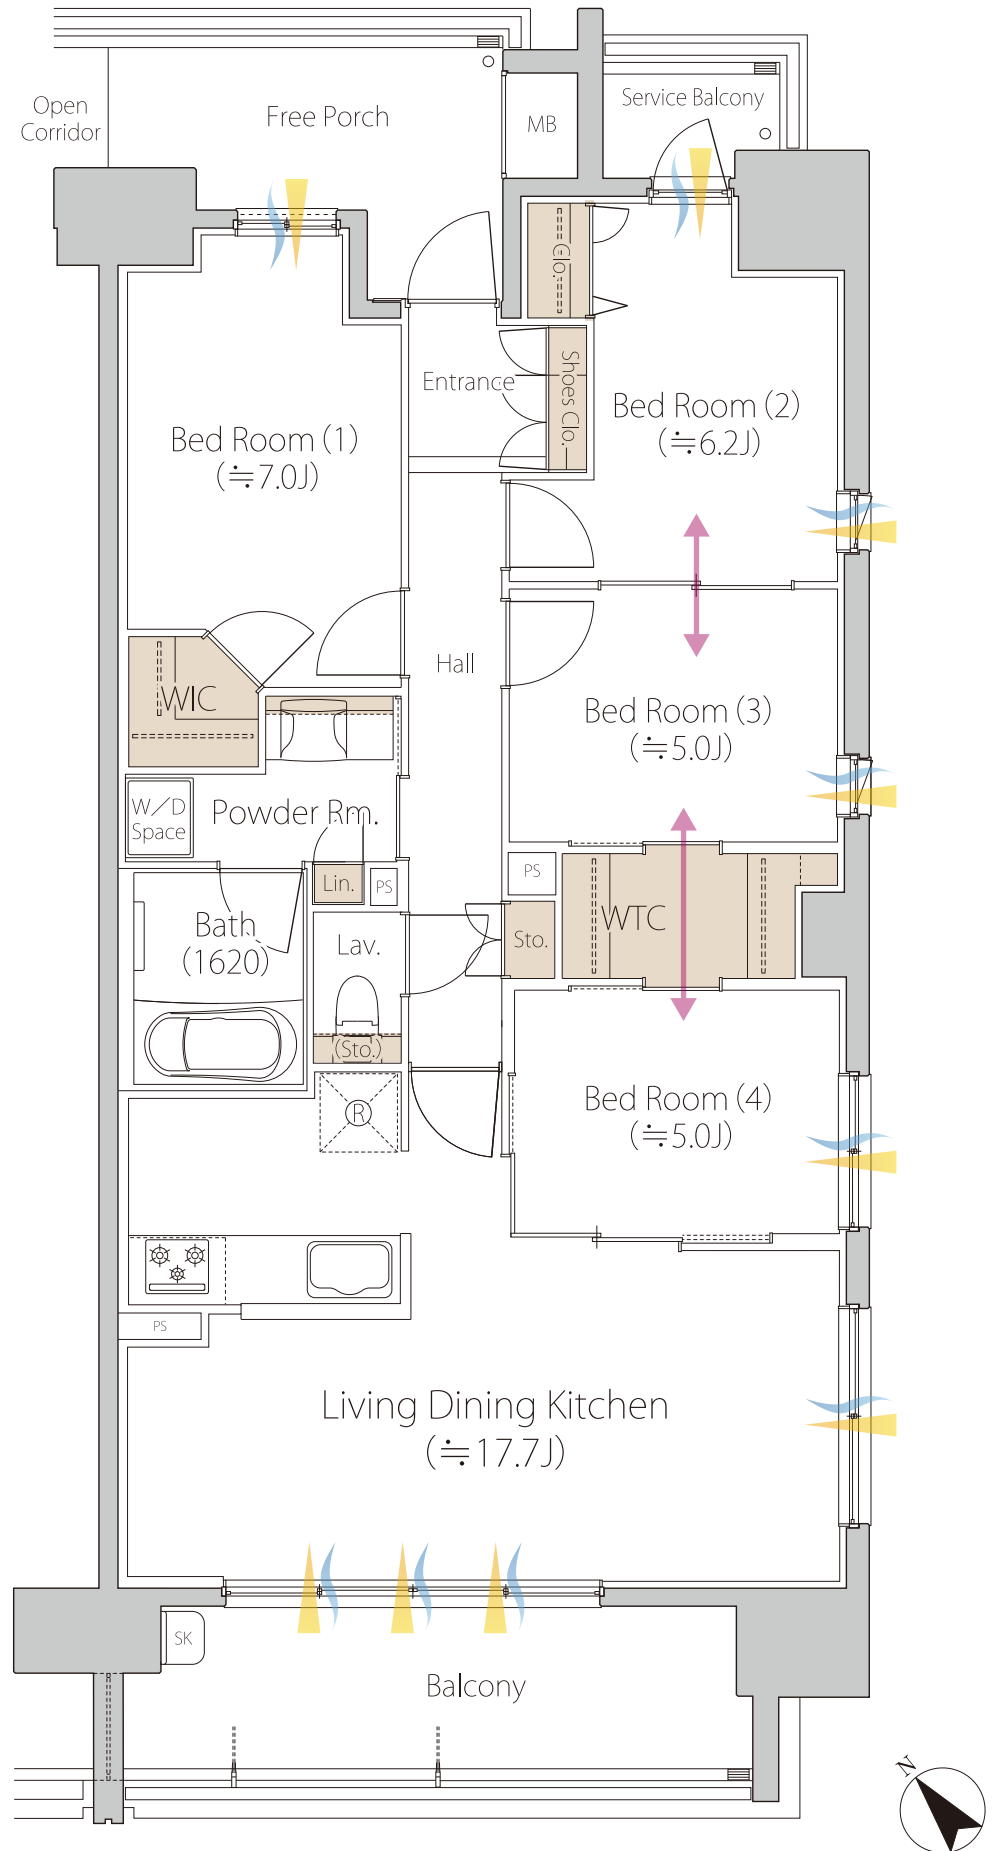 Open
Corridor
Free Porch
MB
Service Balcony
Clo.
Entrance
Shoes Clo.
Bed Room (1)
(≒7.0J)
Bed Room (2)
(≒6.2J)
Hall
WIC
Bed Room (3)
(≒5.0J)
W/D
Space
Powder Rm.
Lin.
PS
PS
Bath
(1620)
Lav.
Sto.
WTC
(Sto.)
R
Bed Room (4)
(≒5.0J)
PS
Living Dining Kitchen
(≒17.7J)
SK
Balcony
N